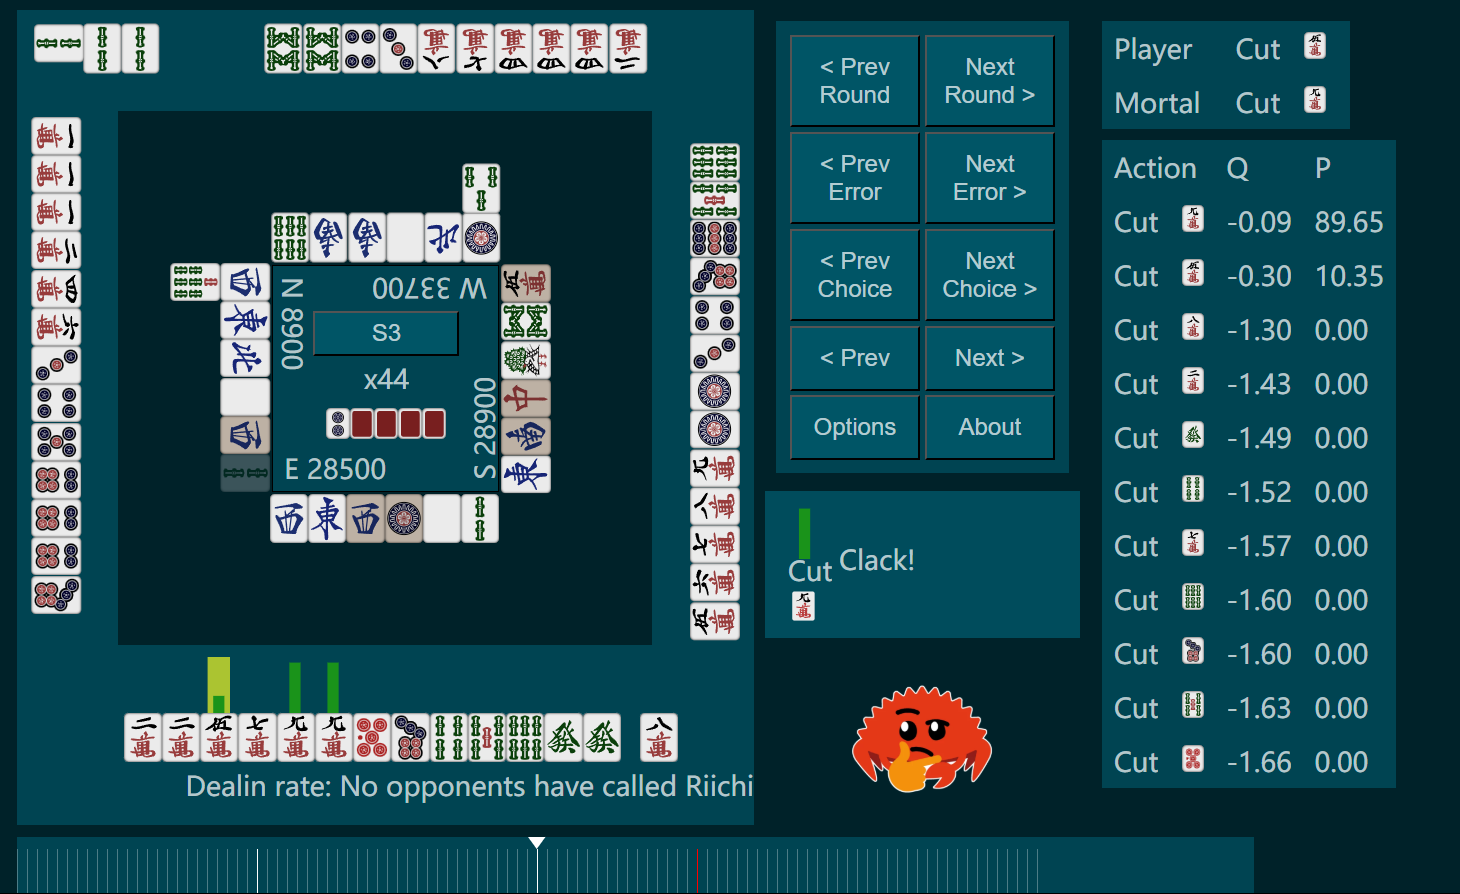 < Prev Round
Next Round >
< Prev Error
Next Error >
< Prev Choice
Next Choice >
< Prev
Next >
Options
About
Player Cut
Mortal Cut
Action Q P
Cut -0.09 89.65
Cut -0.30 10.35
Cut -1.30 0.00
Cut -1.43 0.00
Cut -1.49 0.00
Cut -1.52 0.00
Cut -1.57 0.00
Cut -1.60 0.00
Cut -1.60 0.00
Cut -1.63 0.00
Cut -1.66 0.00
W 33700
N 8900
S3
x44
S 28900
E 28500
Cut
Clack!
Dealin rate: No opponents have called Riichi